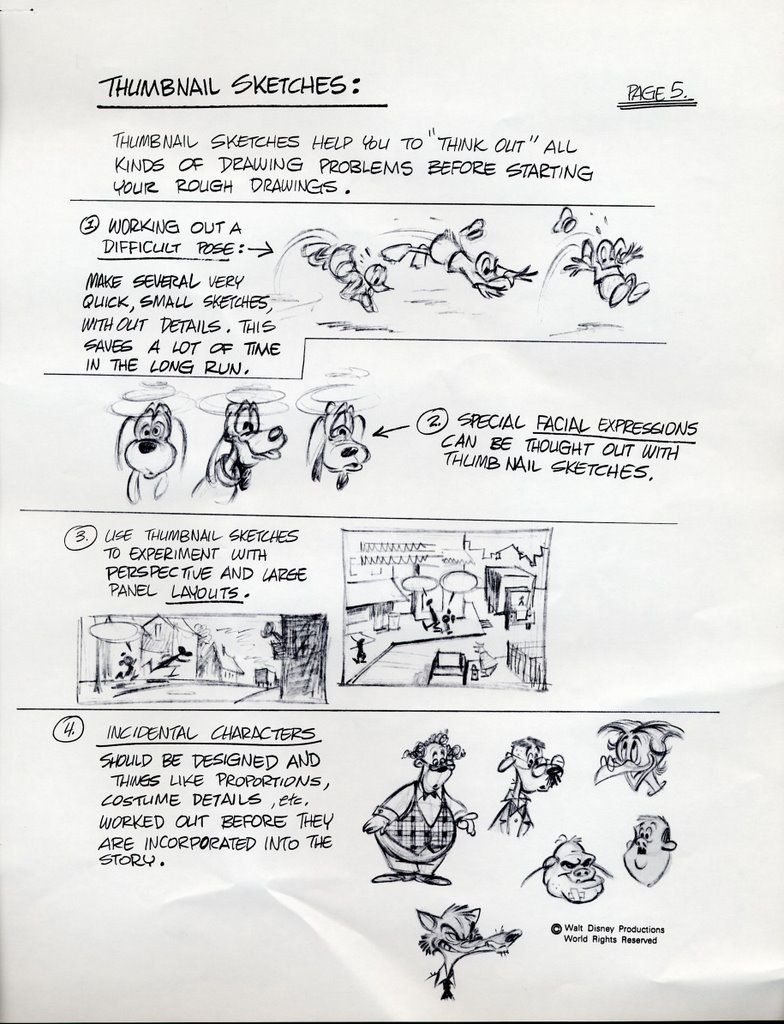 THUMBNAIL SKETCHES:
PAGE 5.
THUMBNAIL SKETCHES HELP YOU TO "THINK OUT" ALL
KINDS OF DRAWING PROBLEMS BEFORE STARTING
YOUR ROUGH DRAWINGS.
① WORKING OUT A
DIFFICULT POSE: →
MAKE SEVERAL VERY
QUICK, SMALL SKETCHES,
WITHOUT DETAILS. THIS
SAVES A LOT OF TIME
IN THE LONG RUN.
② SPECIAL FACIAL EXPRESSIONS
CAN BE THOUGHT OUT WITH
THUMBNAIL SKETCHES.
③ USE THUMBNAIL SKETCHES
TO EXPERIMENT WITH
PERSPECTIVE AND LARGE
PANEL LAYOUTS.
④ INCIDENTAL CHARACTERS
SHOULD BE DESIGNED AND
THINGS LIKE PROPORTIONS,
COSTUME DETAILS, etc.
WORKED OUT BEFORE THEY
ARE INCORPORATED INTO THE
STORY.
© Walt Disney Productions
World Rights Reserved